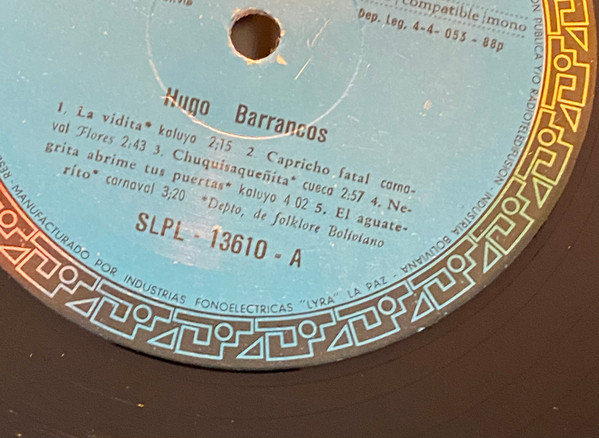 compatible mono
Dep. Leg. 4-4- 053 - 88p
Hugo Barrancos
1. La vidita* kaluyo 2;15 2 Capricho fatal carna-
val Flores 2:43 3. Chuquisaqueñita* cueca 2:57 4. Ne-
grita abrime tus puertas* kaluyo 4 02 5. El aguate-
rito* carnaval 3;20 *Depto, de folklore Boliviano
SLPL - 13610 - A
MANUFACTURADO POR INDUSTRIAS FONOELECTRICAS "LYRA" LA PAZ - INDUSTRIA BOLIVIANA
PUBLICA Y/O RADIOTELEDIFUSION